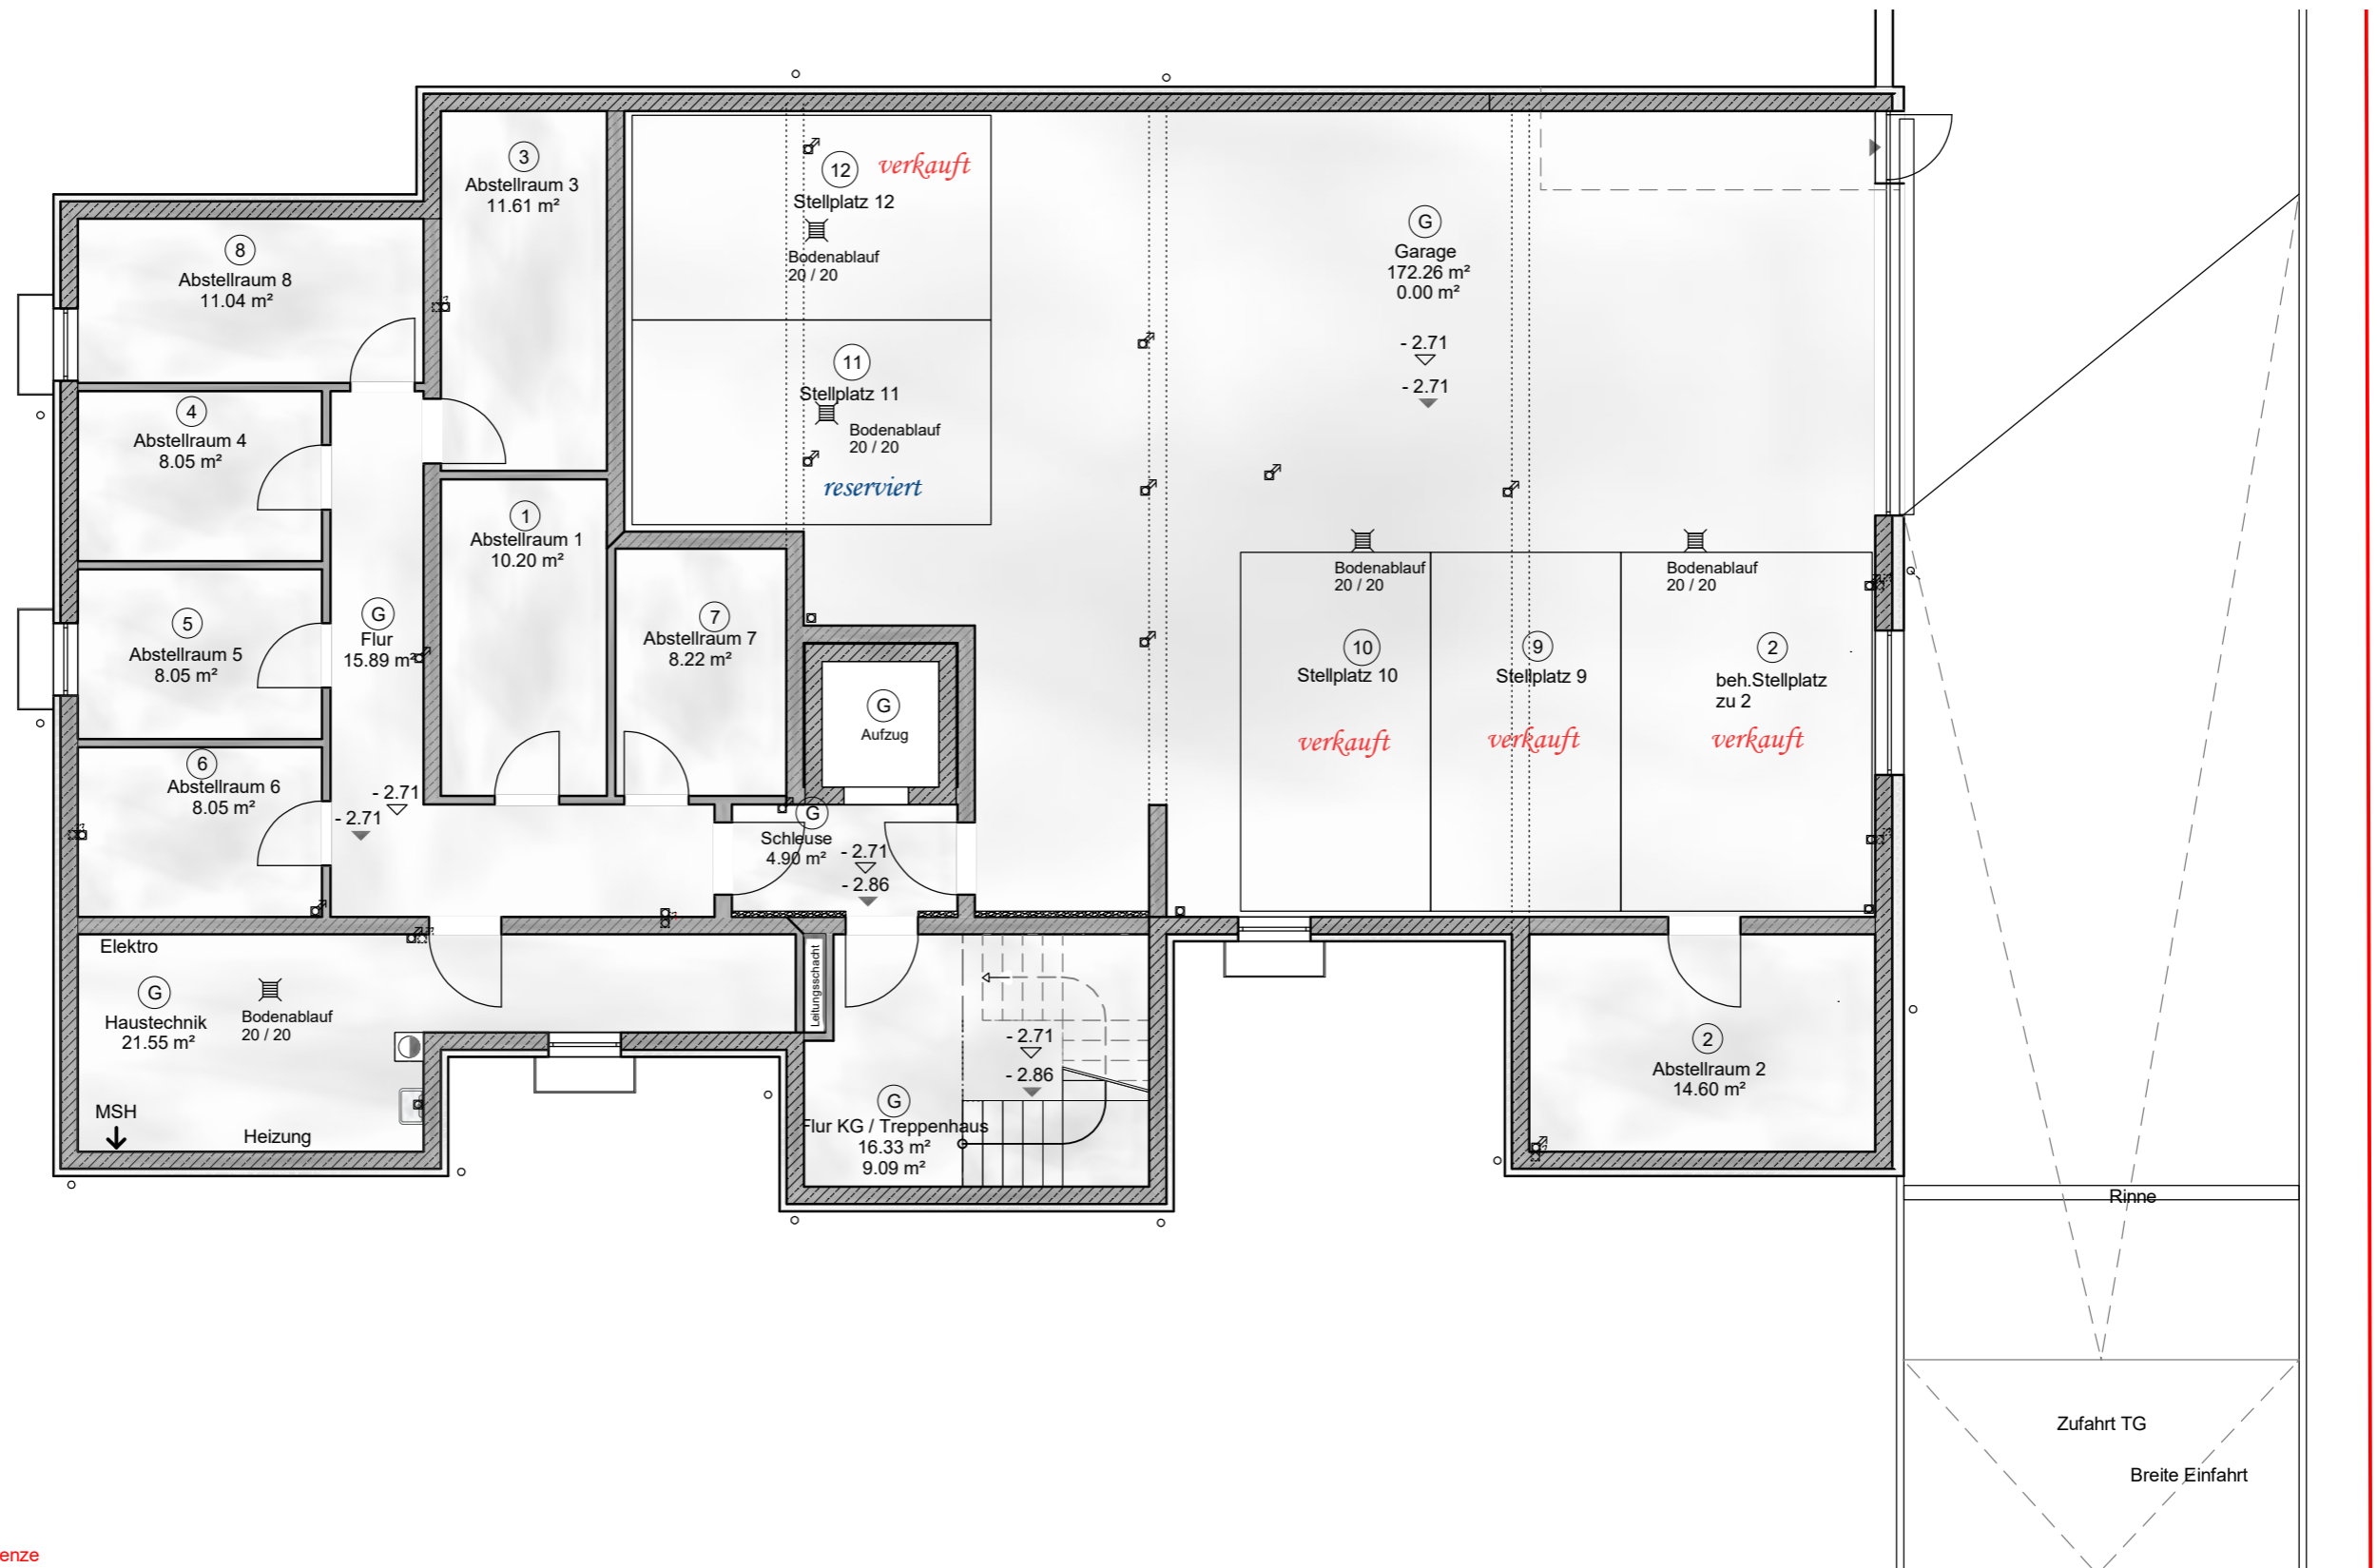 3
Abstellraum 3
11.61 m²
12
verkauft
Stellplatz 12
Bodenablauf
20 / 20
G
Garage
172.26 m²
0.00 m²
- 2.71
- 2.71
8
Abstellraum 8
11.04 m²
11
Stellplatz 11
Bodenablauf
20 / 20
reserviert
4
Abstellraum 4
8.05 m²
1
Abstellraum 1
10.20 m²
5
Abstellraum 5
8.05 m²
G
Flur
15.89 m²
7
Abstellraum 7
8.22 m²
G
Aufzug
Bodenablauf
20 / 20
10
Stellplatz 10
verkauft
9
Stellplatz 9
verkauft
Bodenablauf
20 / 20
2
beh.Stellplatz
zu 2
verkauft
6
Abstellraum 6
8.05 m²
- 2.71
- 2.71
G
Schleuse
4.90 m²
- 2.71
- 2.86
Elektro
G
Haustechnik
21.55 m²
Bodenablauf
20 / 20
MSH
Heizung
Leitungsschacht
- 2.71
- 2.86
G
Flur KG / Treppenhaus
16.33 m²
9.09 m²
2
Abstellraum 2
14.60 m²
Rinne
Zufahrt TG
Breite Einfahrt
enze